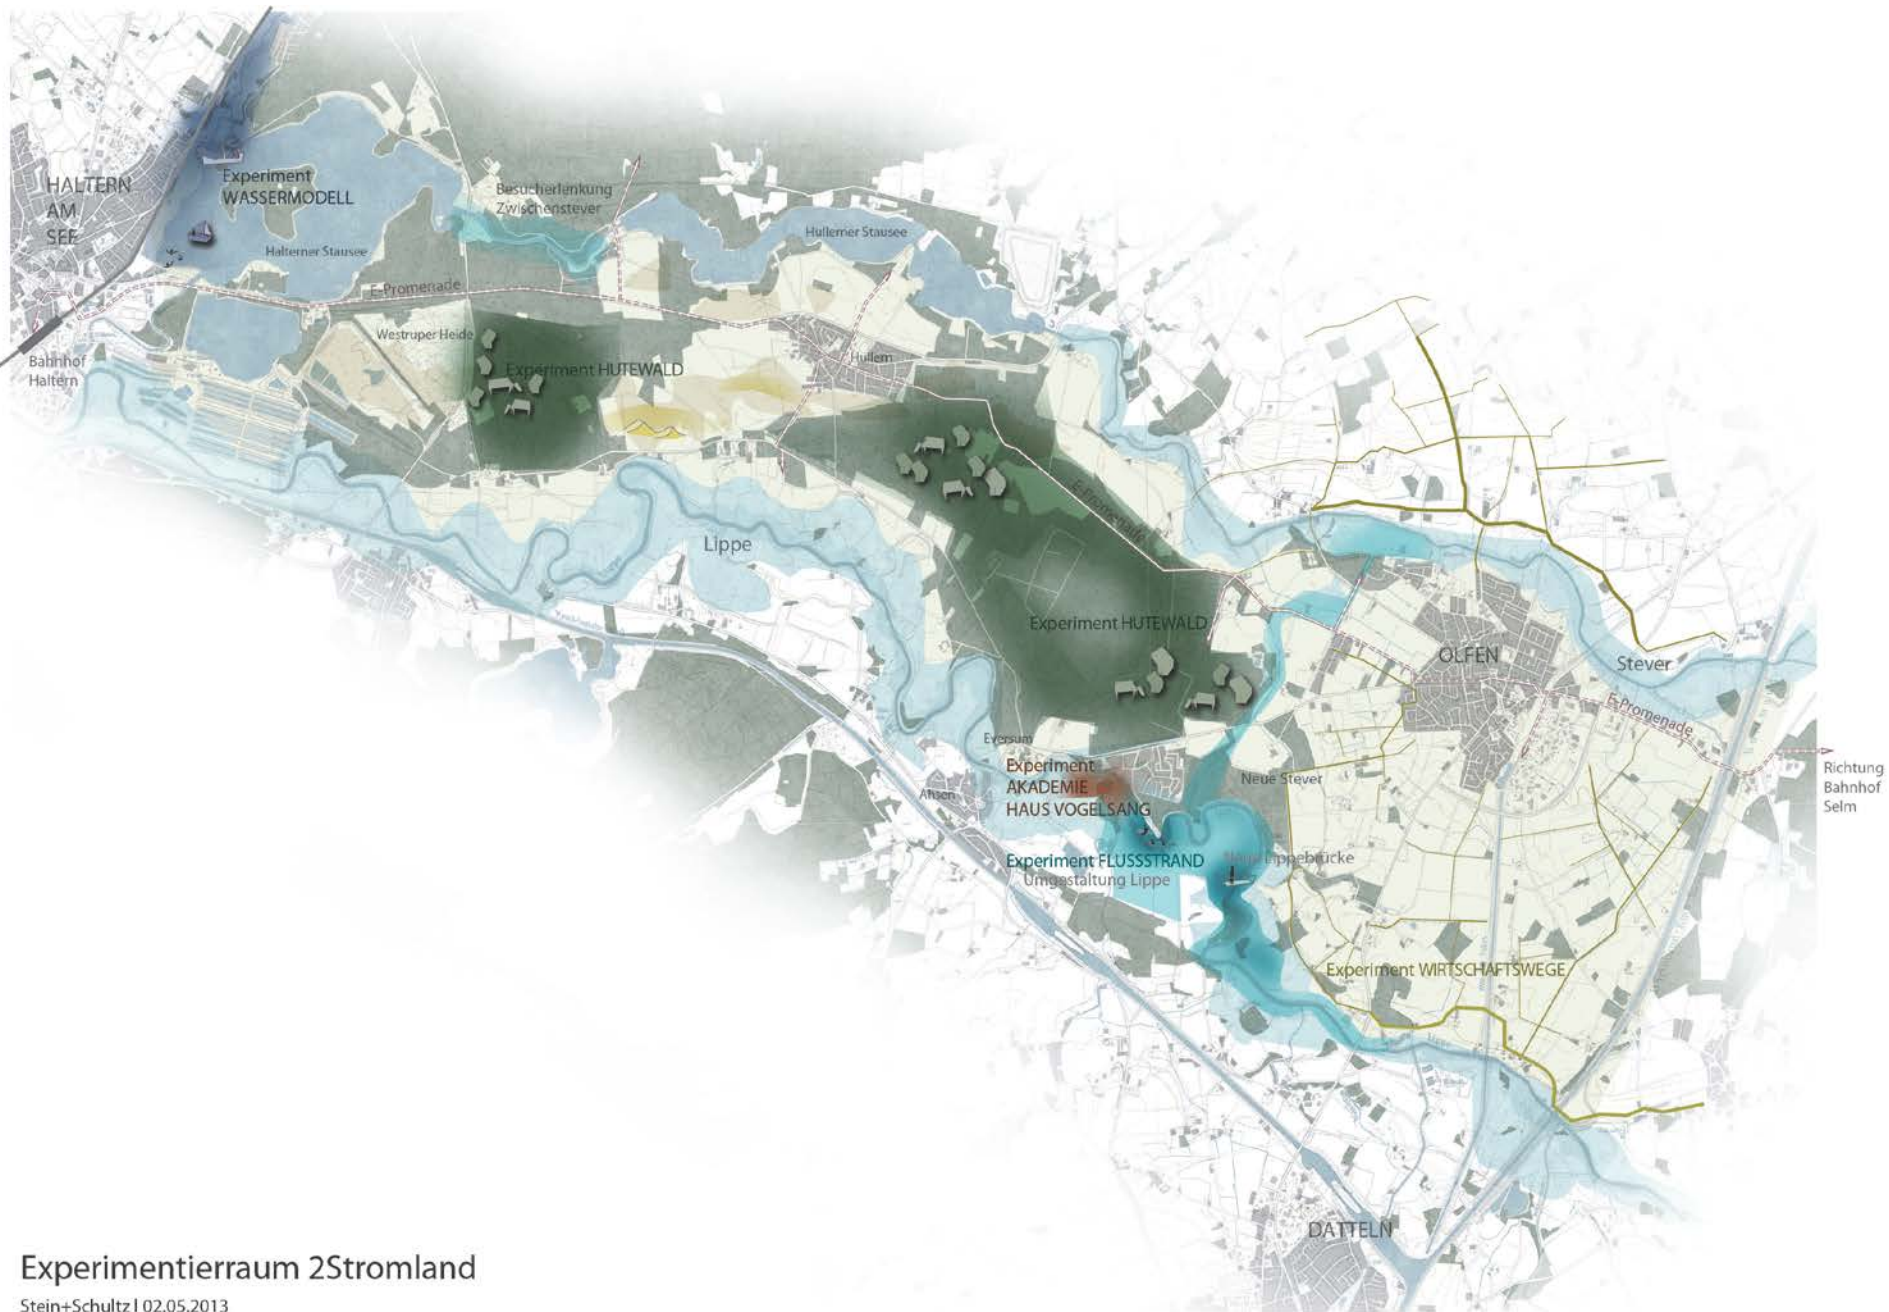 HALTERN
AM
SEE
Experiment
WASSERMODELL
Halterner Stausee
Besucherlenkung
Zwischenstever
Hullerner Stausee
E-Promenade
Westruper Heide
Bahnhof
Haltern
Experiment HUTEWALD
Hullern
E-Promenade
Lippe
Experiment HUTEWALD
OLFEN
Stever
E-Promenade
Eversum
Experiment
AKADEMIE
HAUS VOGELSANG
Neue Stever
Richtung
Bahnhof
Selm
Ahsen
Experiment FLUSSSTRAND
Umgestaltung Lippe
Neue Lippebrücke
Experiment WIRTSCHAFTSWEGE
DATTELN
Experimentierraum 2Stromland
Stein+Schultz | 02.05.2013